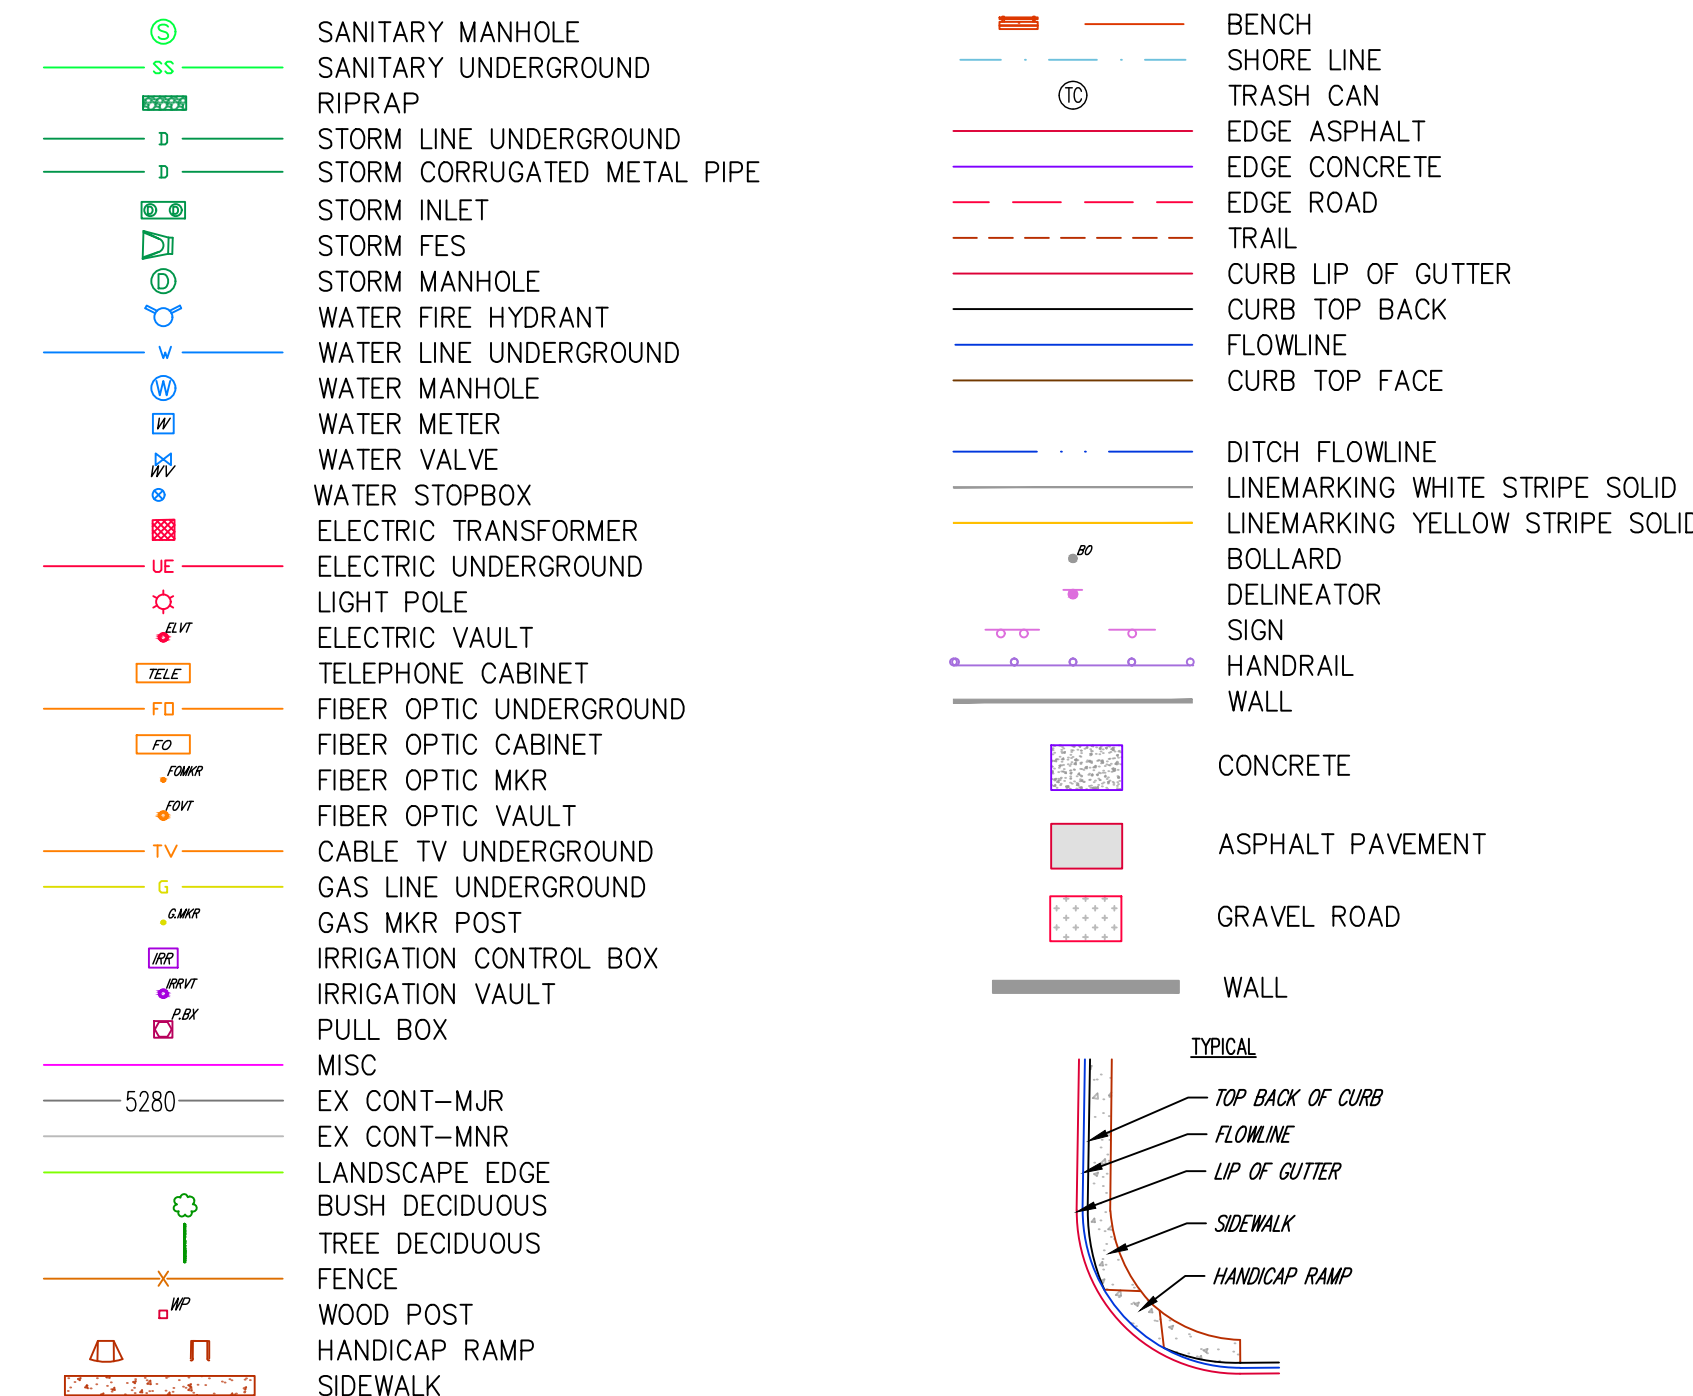 S SANITARY MANHOLE
SS SANITARY UNDERGROUND
RIPRAP
D STORM LINE UNDERGROUND
D STORM CORRUGATED METAL PIPE
D D STORM INLET
STORM FES
D STORM MANHOLE
WATER FIRE HYDRANT
W WATER LINE UNDERGROUND
W WATER MANHOLE
W WATER METER
WV WATER VALVE
WATER STOPBOX
ELECTRIC TRANSFORMER
UE ELECTRIC UNDERGROUND
LIGHT POLE
ELVT ELECTRIC VAULT
TELE TELEPHONE CABINET
FO FIBER OPTIC UNDERGROUND
FO FIBER OPTIC CABINET
FOMKR FIBER OPTIC MKR
FOVT FIBER OPTIC VAULT
TV CABLE TV UNDERGROUND
G GAS LINE UNDERGROUND
G.MKR GAS MKR POST
IRR IRRIGATION CONTROL BOX
IRRVT IRRIGATION VAULT
P.BX PULL BOX
MISC
5280 EX CONT-MJR
EX CONT-MNR
LANDSCAPE EDGE
BUSH DECIDUOUS
TREE DECIDUOUS
X FENCE
WP WOOD POST
HANDICAP RAMP
SIDEWALK
BENCH
SHORE LINE
TC TRASH CAN
EDGE ASPHALT
EDGE CONCRETE
EDGE ROAD
TRAIL
CURB LIP OF GUTTER
CURB TOP BACK
FLOWLINE
CURB TOP FACE
DITCH FLOWLINE
LINEMARKING WHITE STRIPE SOLID
LINEMARKING YELLOW STRIPE SOLID
BO BOLLARD
DELINEATOR
SIGN
HANDRAIL
WALL
CONCRETE
ASPHALT PAVEMENT
GRAVEL ROAD
WALL
TYPICAL
TOP BACK OF CURB
FLOWLINE
LIP OF GUTTER
SIDEWALK
HANDICAP RAMP